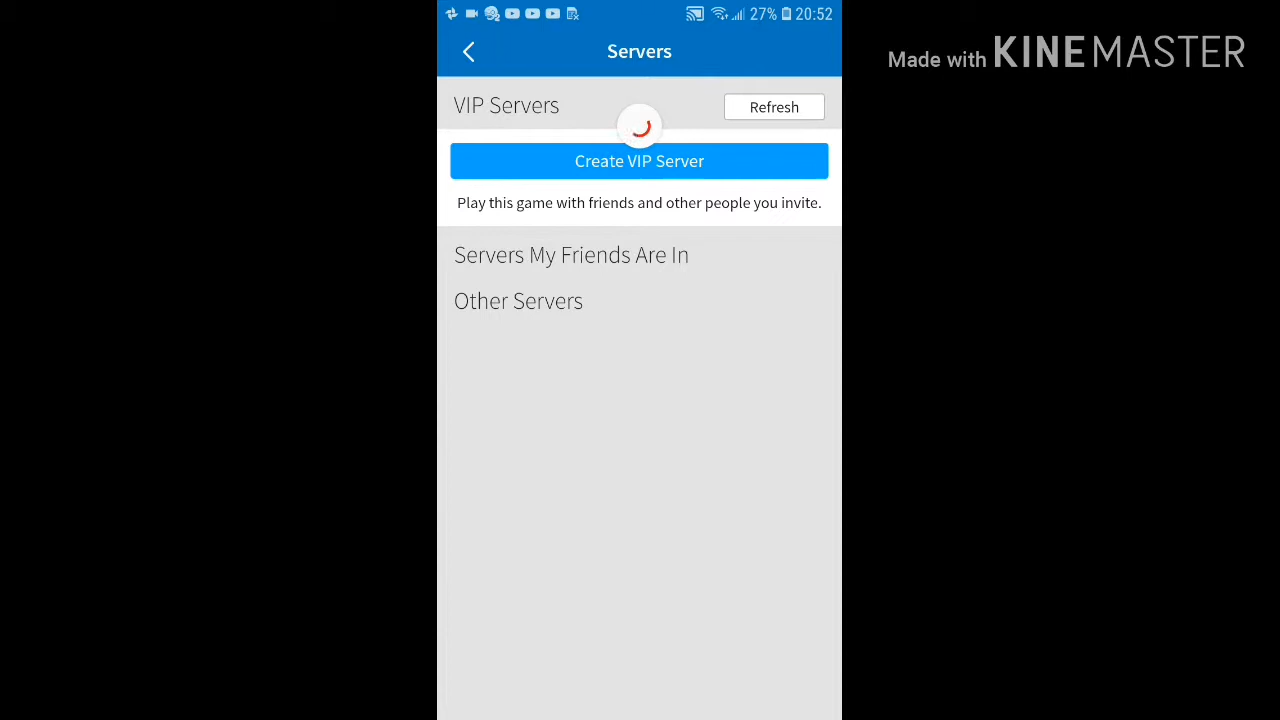 27% 20:52
Servers
Made with KINEMASTER
VIP Servers
Refresh
Create VIP Server
Play this game with friends and other people you invite.
Servers My Friends Are In
Other Servers